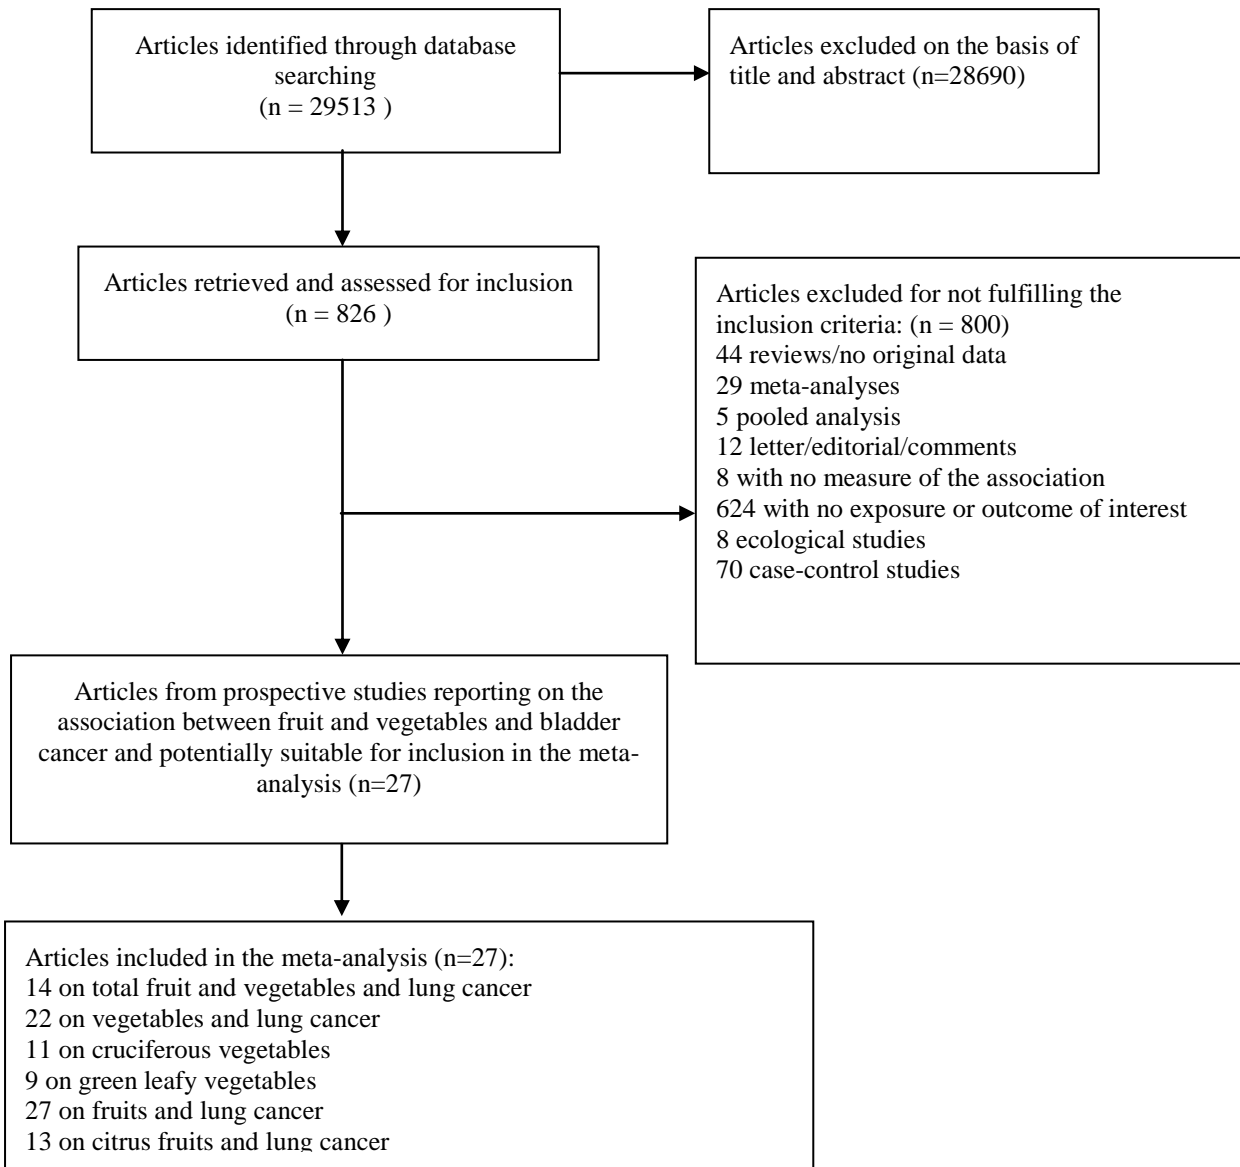 Articles identified through database
searching
(n = 29513 )
Articles excluded on the basis of
title and abstract (n=28690)
Articles retrieved and assessed for inclusion
(n = 826 )
Articles excluded for not fulfilling the
inclusion criteria: (n = 800)
44 reviews/no original data
29 meta-analyses
5 pooled analysis
12 letter/editorial/comments
8 with no measure of the association
624 with no exposure or outcome of interest
8 ecological studies
70 case-control studies
Articles from prospective studies reporting on the
association between fruit and vegetables and bladder
cancer and potentially suitable for inclusion in the meta-
analysis (n=27)
Articles included in the meta-analysis (n=27):
14 on total fruit and vegetables and lung cancer
22 on vegetables and lung cancer
11 on cruciferous vegetables
9 on green leafy vegetables
27 on fruits and lung cancer
13 on citrus fruits and lung cancer